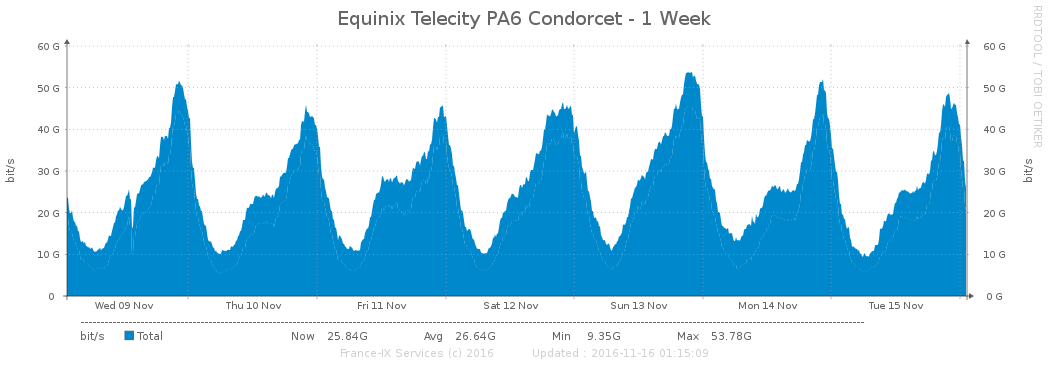 Equinix Telecity PA6 Condorcet - 1 Week
RRDTOOL / TOBI OETIKER
60 G 60 G
50 G 50 G
40 G 40 G
30 G 30 G
20 G 20 G
10 G 10 G
0 0 G
bit/s bit/s
Wed 09 Nov Thu 10 Nov Fri 11 Nov Sat 12 Nov Sun 13 Nov Mon 14 Nov Tue 15 Nov
bit/s Total Now 25.84G Avg 26.64G Min 9.35G Max 53.78G
France-IX Services (c) 2016 Updated : 2016-11-16 01:15:09